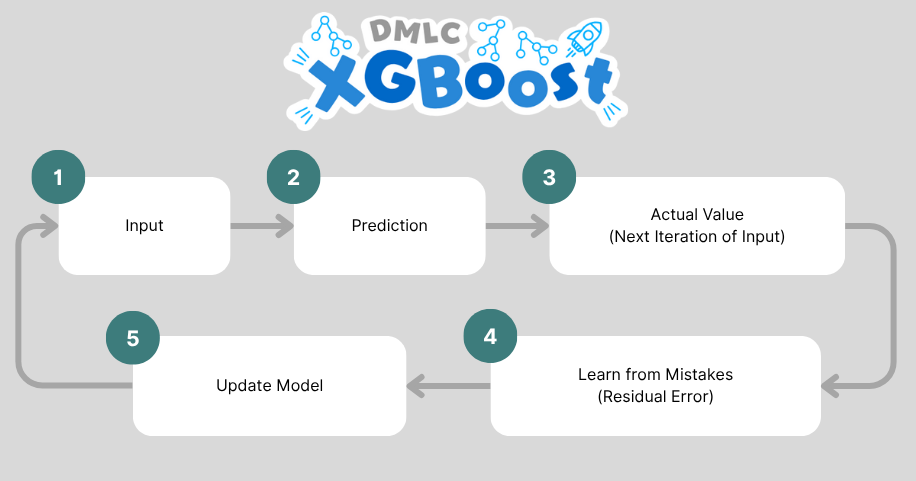 DMLC
XGBoost
1
Input
2
Prediction
3
Actual Value
(Next Iteration of Input)
4
Learn from Mistakes
(Residual Error)
5
Update Model